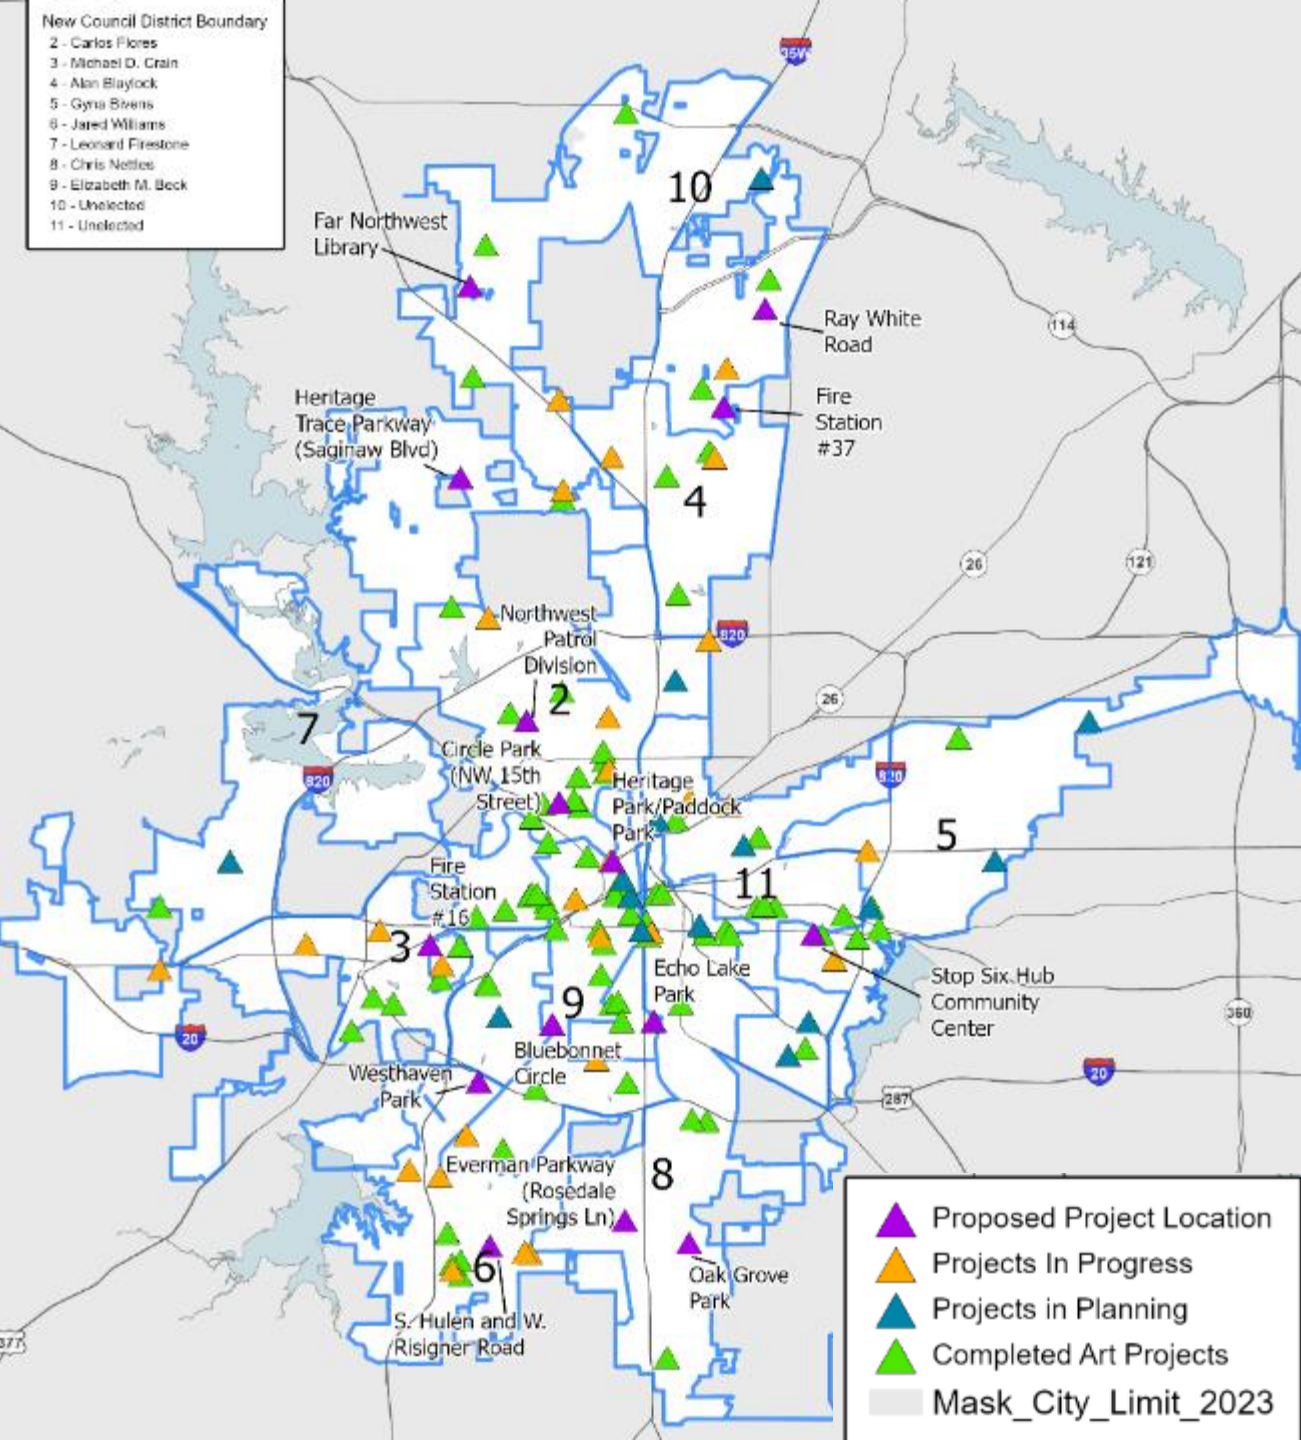 New Council District Boundary
2 - Carlos Flores
3 - Michael D. Crain
4 - Alan Blaylock
5 - Gyna Bivens
6 - Jared Williams
7 - Leonard Firestone
8 - Chris Nettles
9 - Elizabeth M. Beck
10 - Unelected
11 - Unelected
35W
10
Far Northwest
Library
Ray White
Road
114
Heritage
Trace Parkway
(Saginaw Blvd)
Fire
Station
#37
4
26
121
Northwest
Patrol
Division
820
2
26
7
820
Circle Park
(NW 15th
Street)
Heritage
Park/Paddock
Park
820
5
Fire
Station
#16
11
3
Echo Lake
Park
Stop Six Hub
Community
Center
9
360
20
Bluebonnet
Circle
Westhaven
Park
20
287
Everman Parkway
(Rosedale
Springs Ln)
8
6
Oak Grove
Park
S. Hulen and W.
Risigner Road
377
Proposed Project Location
Projects In Progress
Projects in Planning
Completed Art Projects
Mask_City_Limit_2023